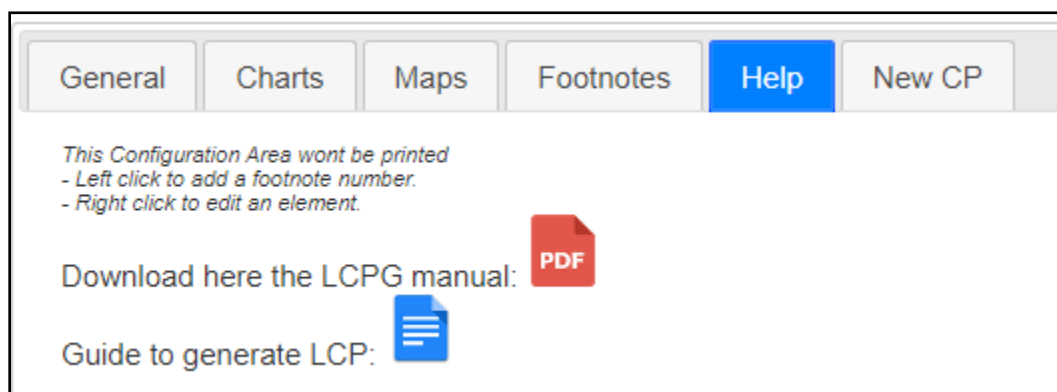 General Charts Maps Footnotes Help New CP
This Configuration Area wont be printed
- Left click to add a footnote number.
- Right click to edit an element.
Download here the LCPG manual: PDF
Guide to generate LCP: